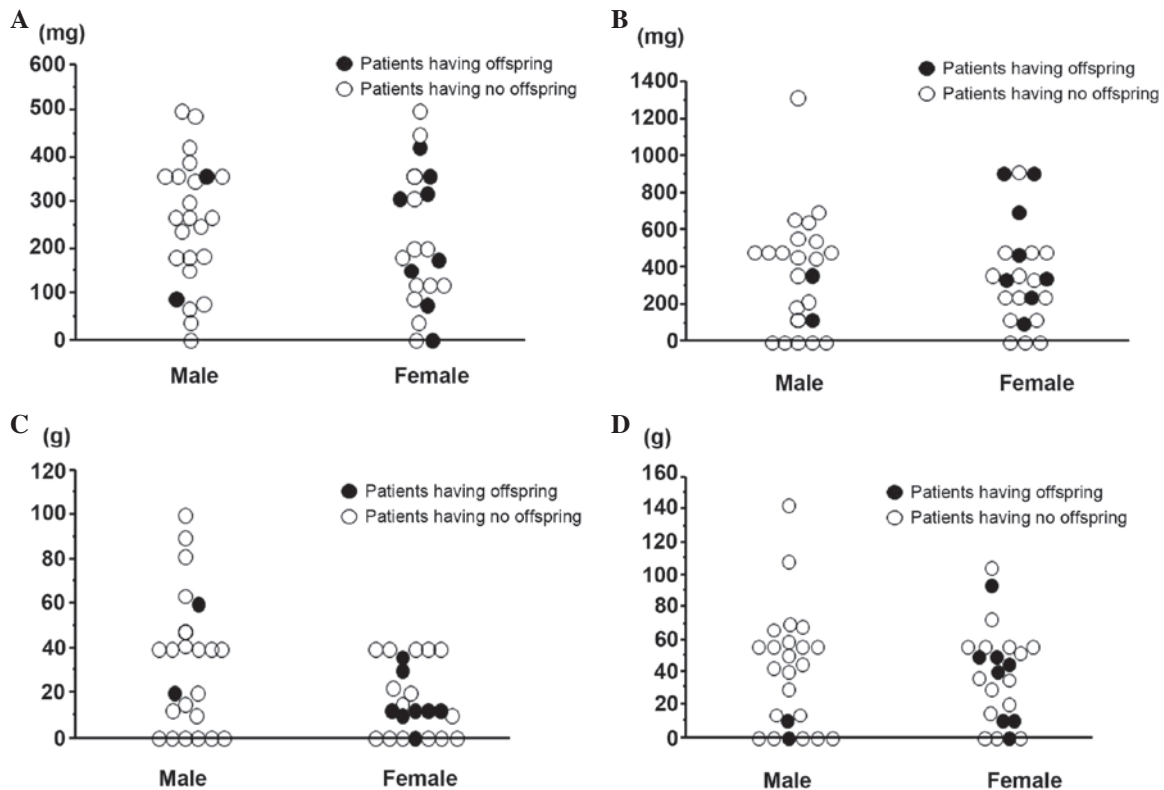 A
(mg)
600
500
400
300
200
100
0
Patients having offspring
Patients having no offspring
Male
Female
B
(mg)
1400
1200
1000
800
600
400
200
0
Patients having offspring
Patients having no offspring
Male
Female
C
(g)
120
100
80
60
40
20
0
Patients having offspring
Patients having no offspring
Male
Female
D
(g)
160
140
120
100
80
60
40
20
0
Patients having offspring
Patients having no offspring
Male
Female